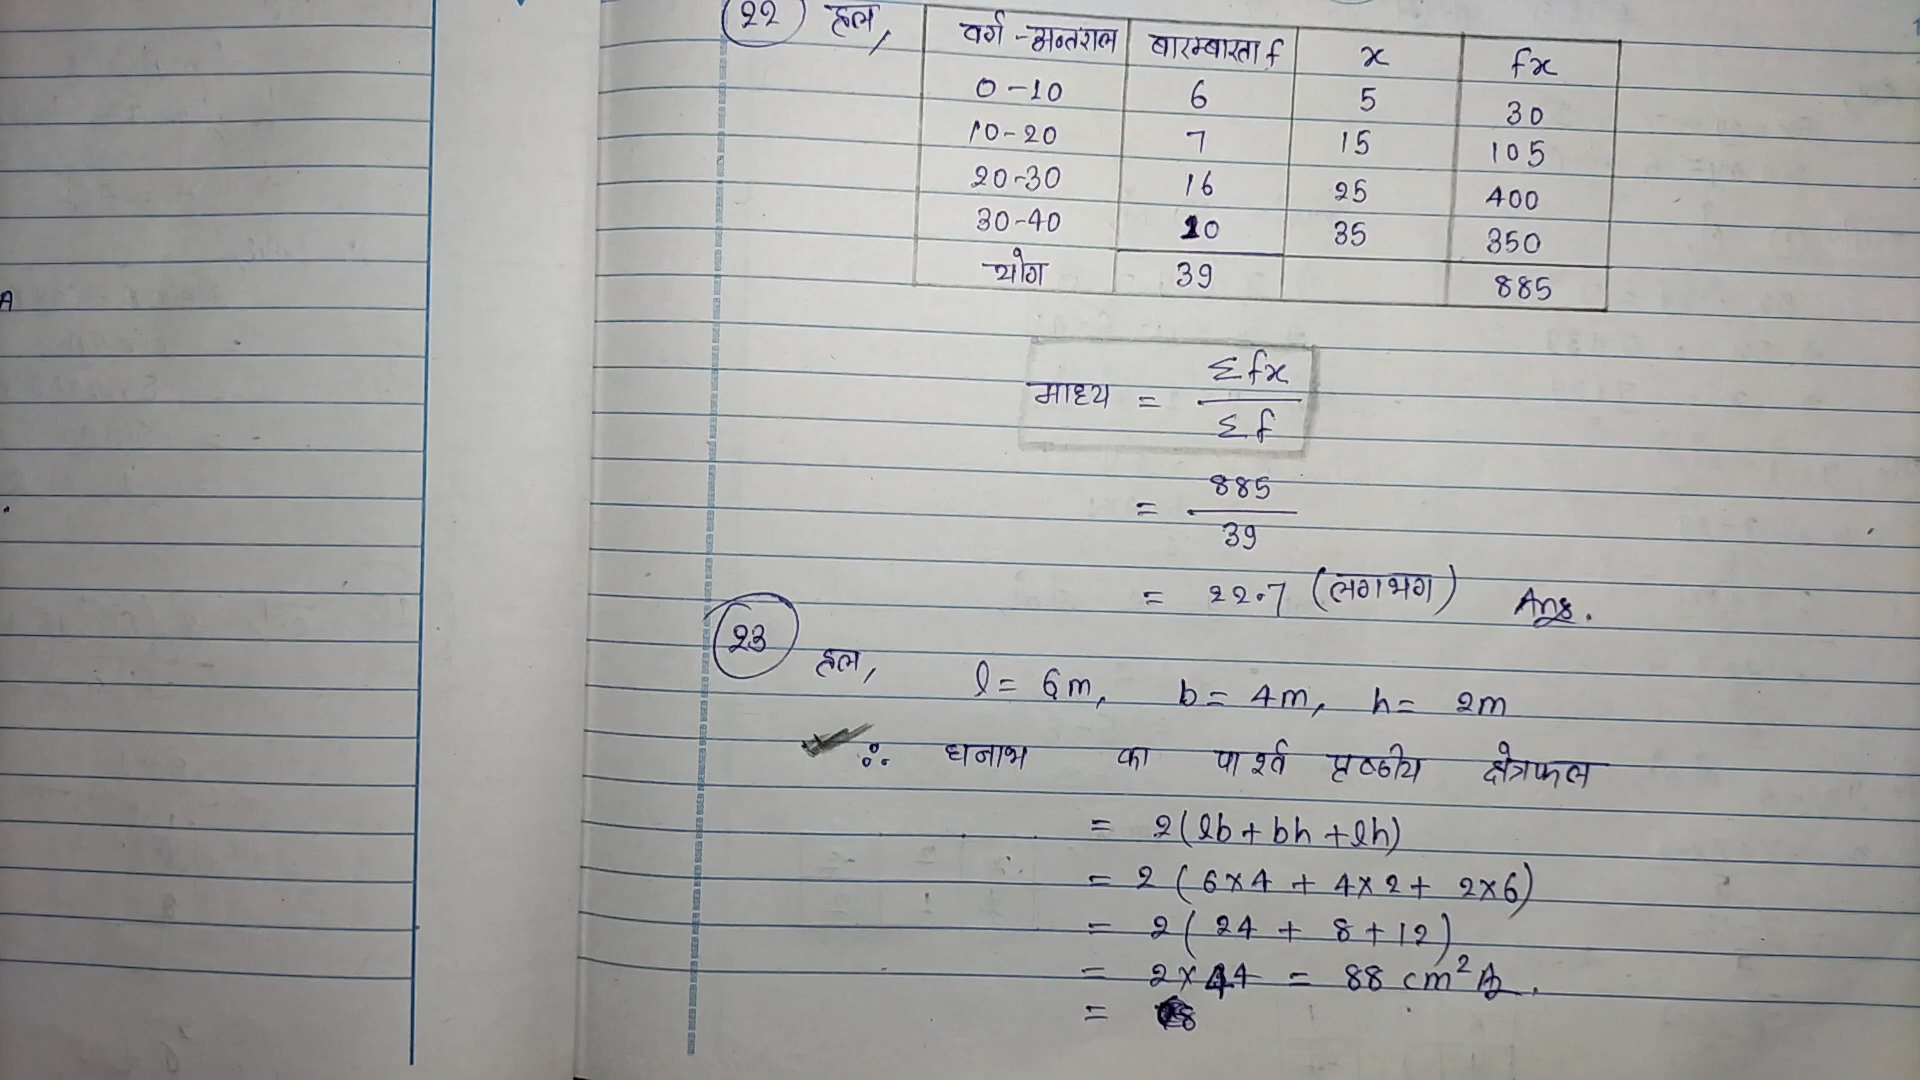 22 हल,
वर्ग-अन्तराल बारम्बारता f x fx
0-10 6 5 30
10-20 7 15 105
20-30 16 25 400
30-40 10 35 350
योग 39 885
माध्य = Σfx / Σf
= 885 / 39
= 22.7 (लगभग) Ans.
23 हल, l = 6m, b = 4m, h = 2m
∴ घनाभ का पार्श्व पृष्ठीय क्षेत्रफल
= 2(lb + bh + lh)
= 2 (6×4 + 4×2 + 2×6)
= 2 (24 + 8 + 12)
= 2×44 = 88 cm²
=
A